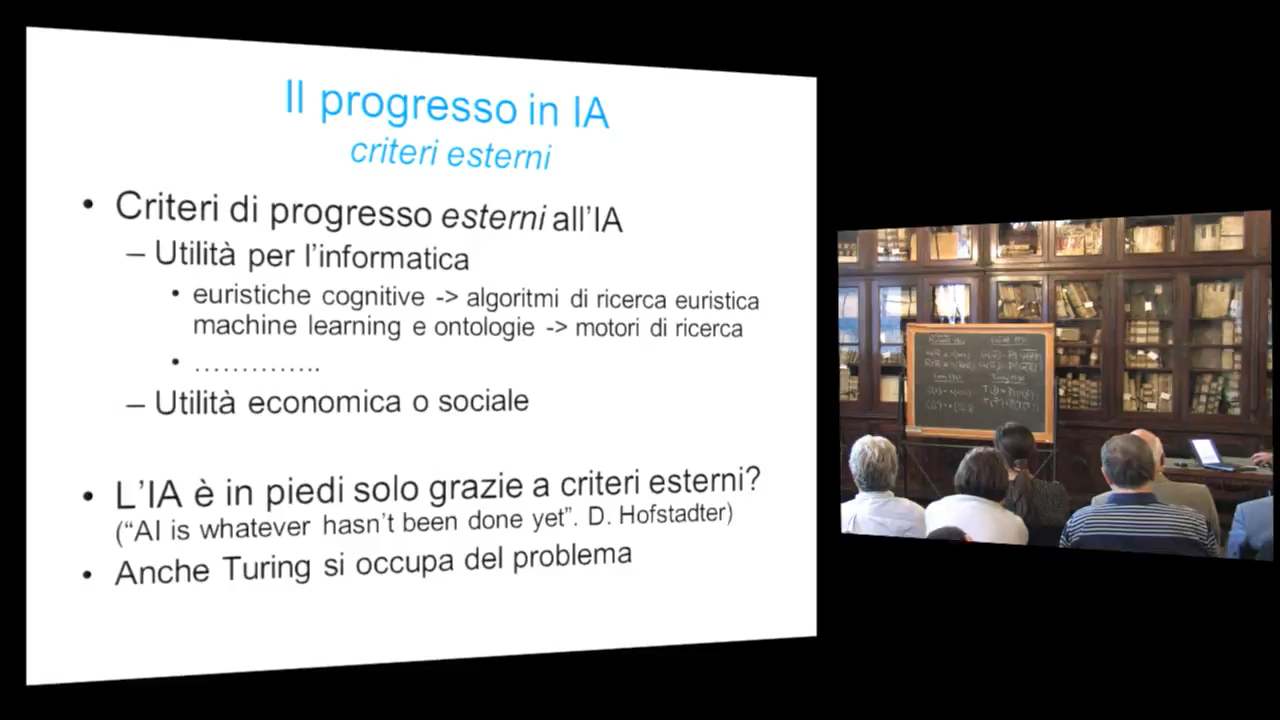 Il progresso in IA
criteri esterni
• Criteri di progresso esterni all'IA
– Utilità per l'informatica
• euristiche cognitive -> algoritmi di ricerca euristica
machine learning e ontologie -> motori di ricerca
• …………..
– Utilità economica o sociale
• L'IA è in piedi solo grazie a criteri esterni?
("AI is whatever hasn't been done yet". D. Hofstadter)
• Anche Turing si occupa del problema